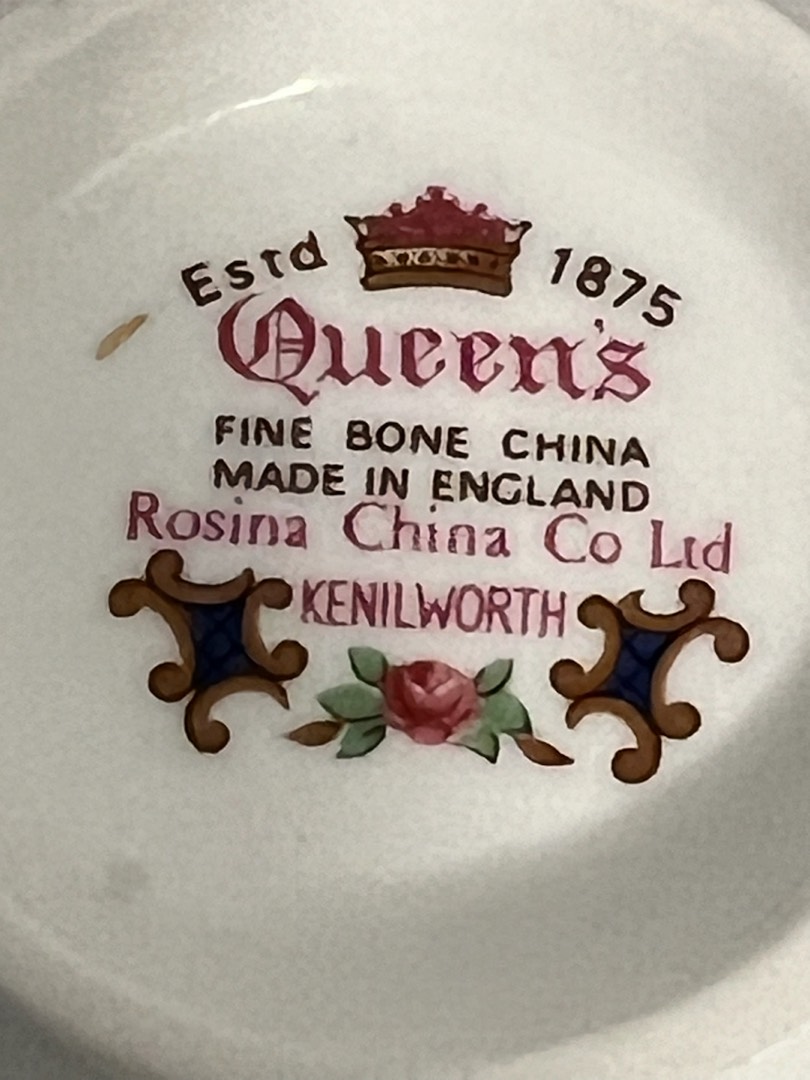 Estd 1875
Queen's
FINE BONE CHINA
MADE IN ENGLAND
Rosina China Co Ltd
KENILWORTH